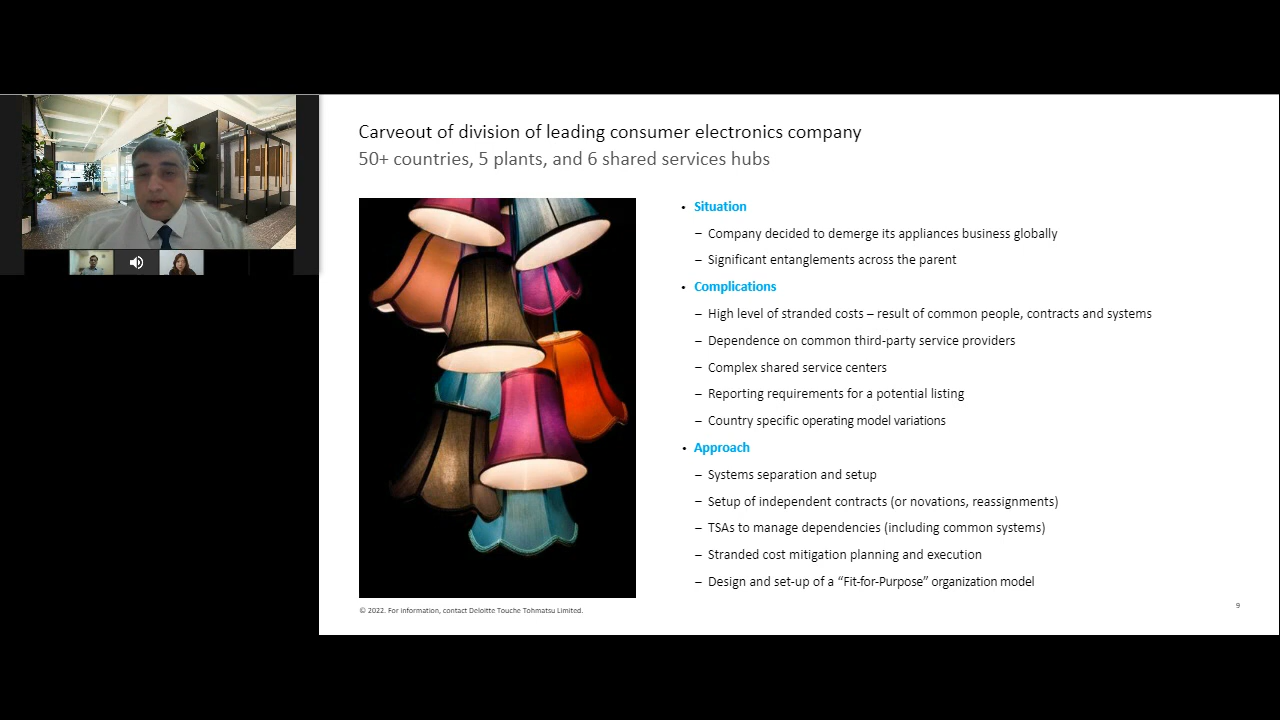 Carveout of division of leading consumer electronics company
50+ countries, 5 plants, and 6 shared services hubs
• Situation
– Company decided to demerge its appliances business globally
– Significant entanglements across the parent
• Complications
– High level of stranded costs – result of common people, contracts and systems
– Dependence on common third-party service providers
– Complex shared service centers
– Reporting requirements for a potential listing
– Country specific operating model variations
• Approach
– Systems separation and setup
– Setup of independent contracts (or novations, reassignments)
– TSAs to manage dependencies (including common systems)
– Stranded cost mitigation planning and execution
– Design and set-up of a “Fit-for-Purpose” organization model
© 2022. For information, contact Deloitte Touche Tohmatsu Limited.
9